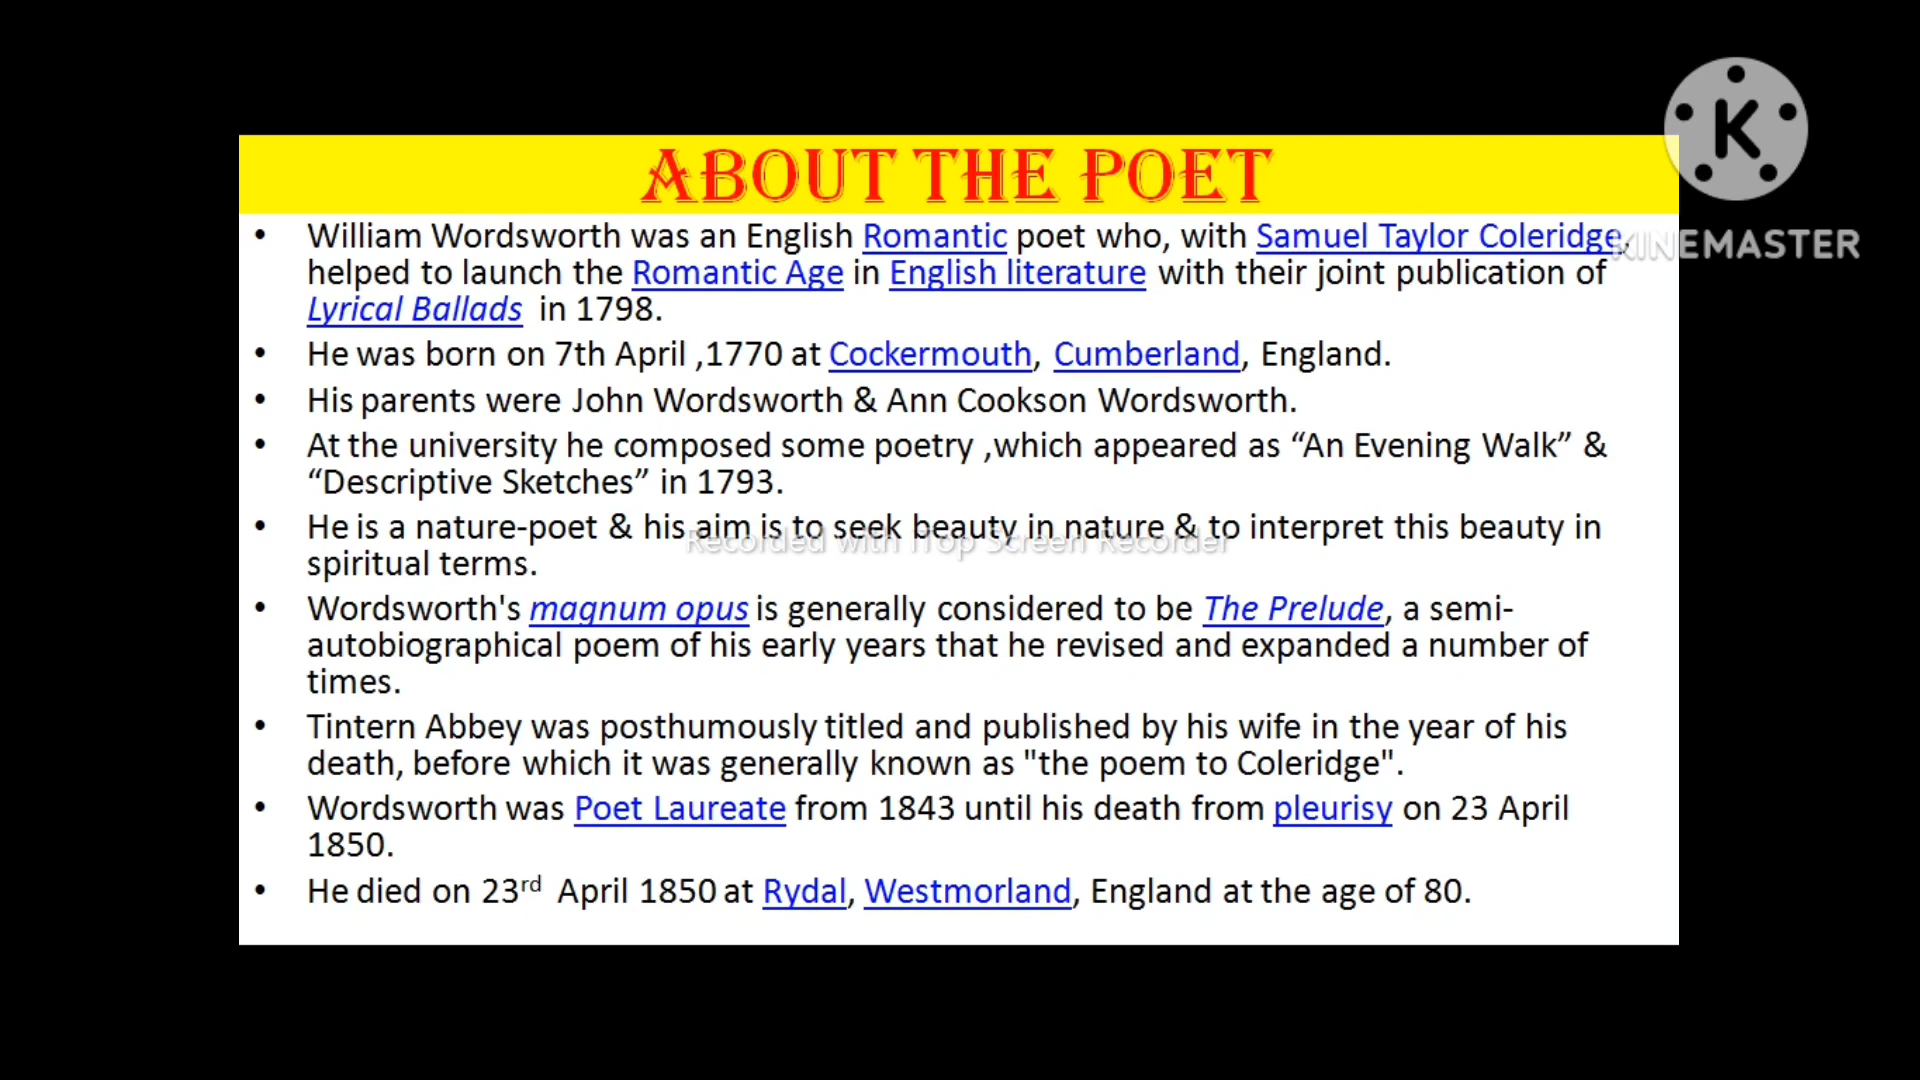 ABOUT THE POET
• William Wordsworth was an English Romantic poet who, with Samuel Taylor Coleridge,
helped to launch the Romantic Age in English literature with their joint publication of
Lyrical Ballads in 1798.
• He was born on 7th April ,1770 at Cockermouth, Cumberland, England.
• His parents were John Wordsworth & Ann Cookson Wordsworth.
• At the university he composed some poetry ,which appeared as “An Evening Walk” &
“Descriptive Sketches” in 1793.
• He is a nature-poet & his aim is to seek beauty in nature & to interpret this beauty in
spiritual terms.
• Wordsworth's magnum opus is generally considered to be The Prelude, a semi-
autobiographical poem of his early years that he revised and expanded a number of
times.
• Tintern Abbey was posthumously titled and published by his wife in the year of his
death, before which it was generally known as "the poem to Coleridge".
• Wordsworth was Poet Laureate from 1843 until his death from pleurisy on 23 April
1850.
• He died on 23rd April 1850 at Rydal, Westmorland, England at the age of 80.
K
KINEMASTER
Recorded with iTop Screen Recorder